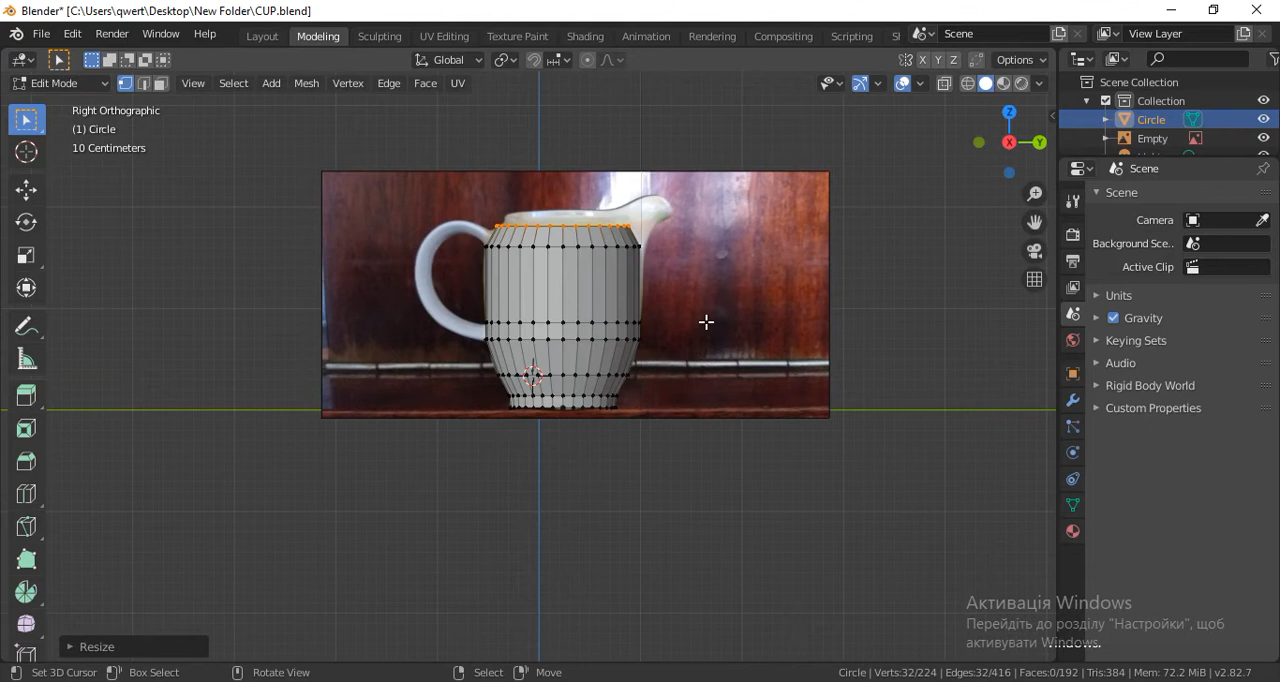 Blender* [C:\Users\qwert\Desktop\New Folder\CUP.blend]
File Edit Render Window Help Layout Modeling Sculpting UV Editing Texture Paint Shading Animation Rendering Compositing Scripting Scene View Layer
Global X Y Z Options
Edit Mode View Select Add Mesh Vertex Edge Face UV
Right Orthographic
(1) Circle
10 Centimeters
Z
X Y
Scene Collection
Collection
Circle
Empty
Scene
Scene
Camera
Background Sce..
Active Clip
Units
Gravity
Keying Sets
Audio
Rigid Body World
Custom Properties
Resize
Активація Windows
Перейдіть до розділу "Настройки", щоб
активувати Windows.
Set 3D Cursor Box Select Rotate View Select Move Circle | Verts:32/224 | Edges:32/416 | Faces:0/192 | Tris:384 | Mem: 72.2 MiB | v2.82.7